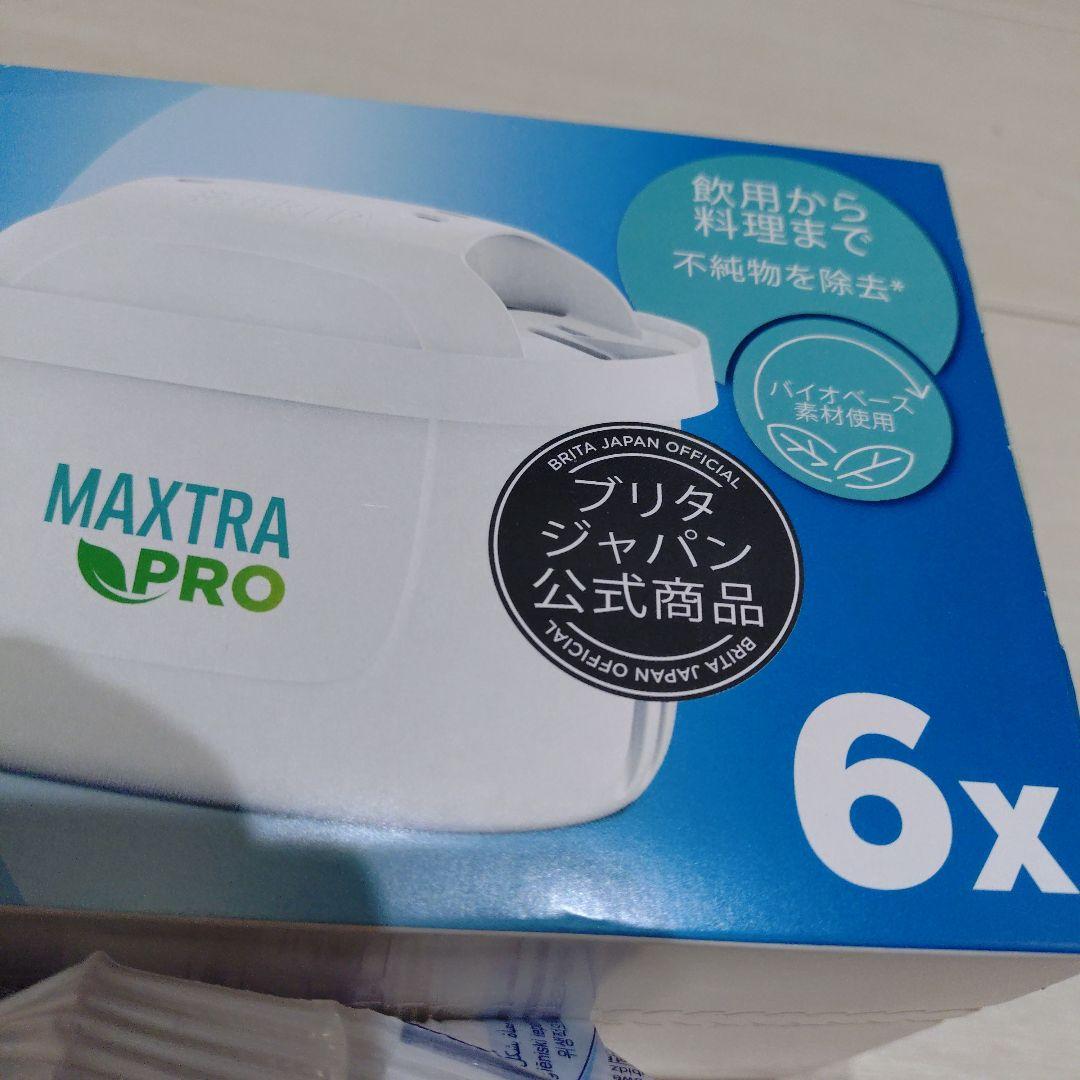 飲用から
料理まで
不純物を除去*
バイオベース
素材使用
MAXTRA
PRO
BRITA JAPAN OFFICIAL
ブリタ
ジャパン
公式商品
BRITA JAPAN OFFICIAL
6x